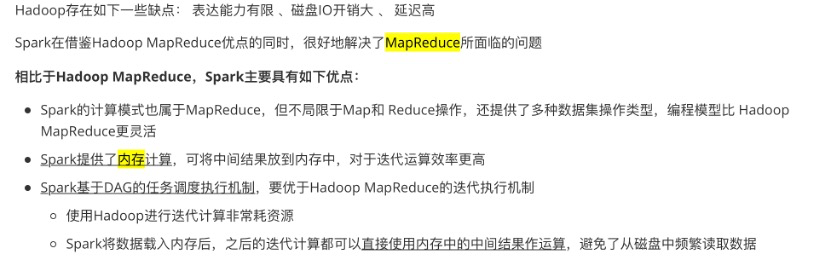 Hadoop存在如下一些缺点： 表达能力有限 、磁盘IO开销大 、 延迟高
Spark在借鉴Hadoop MapReduce优点的同时，很好地解决了MapReduce所面临的问题
相比于Hadoop MapReduce，Spark主要具有如下优点：
● Spark的计算模式也属于MapReduce，但不局限于Map和 Reduce操作，还提供了多种数据集操作类型，编程模型比 Hadoop
MapReduce更灵活
● Spark提供了内存计算，可将中间结果放到内存中，对于迭代运算效率更高
● Spark基于DAG的任务调度执行机制，要优于Hadoop MapReduce的迭代执行机制
○ 使用Hadoop进行迭代计算非常耗资源
○ Spark将数据载入内存后，之后的迭代计算都可以直接使用内存中的中间结果作运算，避免了从磁盘中频繁读取数据